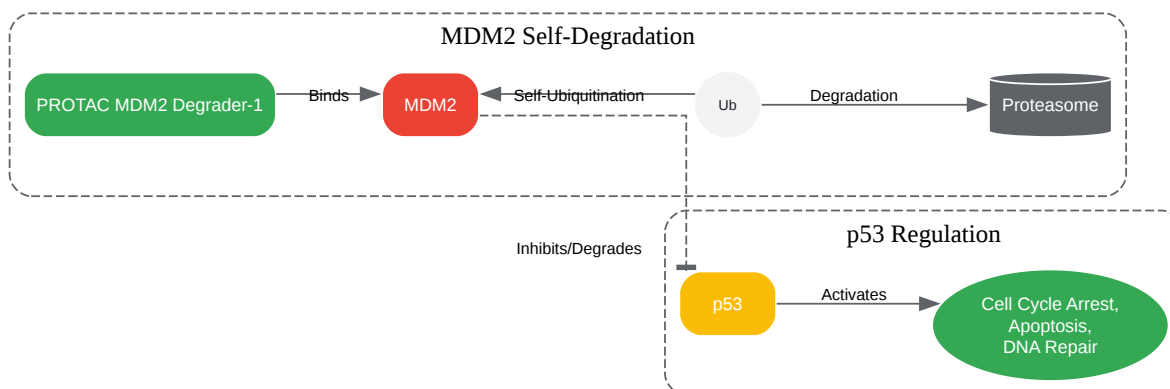 MDM2 Self-Degradation
PROTAC MDM2 Degrader-1
Binds
MDM2
Self-Ubiquitination
Ub
Degradation
Proteasome
Inhibits/Degrades
p53 Regulation
p53
Activates
Cell Cycle Arrest,
Apoptosis,
DNA Repair